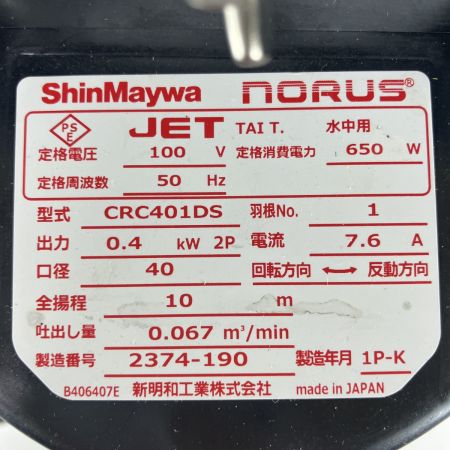 ShinMaywa NORUS®
PS E JET TAI T. 水中用
定格電圧 100 V 定格消費電力 650 W
定格周波数 50 Hz
型式 CRC401DS 羽根No. 1
出力 0.4 kW 2P 電流 7.6 A
口径 40 回転方向 ←→ 反動方向
全揚程 10 m
吐出し量 0.067 m³/min
製造番号 2374-190 製造年月 1P-K
B406407E 新明和工業株式会社 made in JAPAN